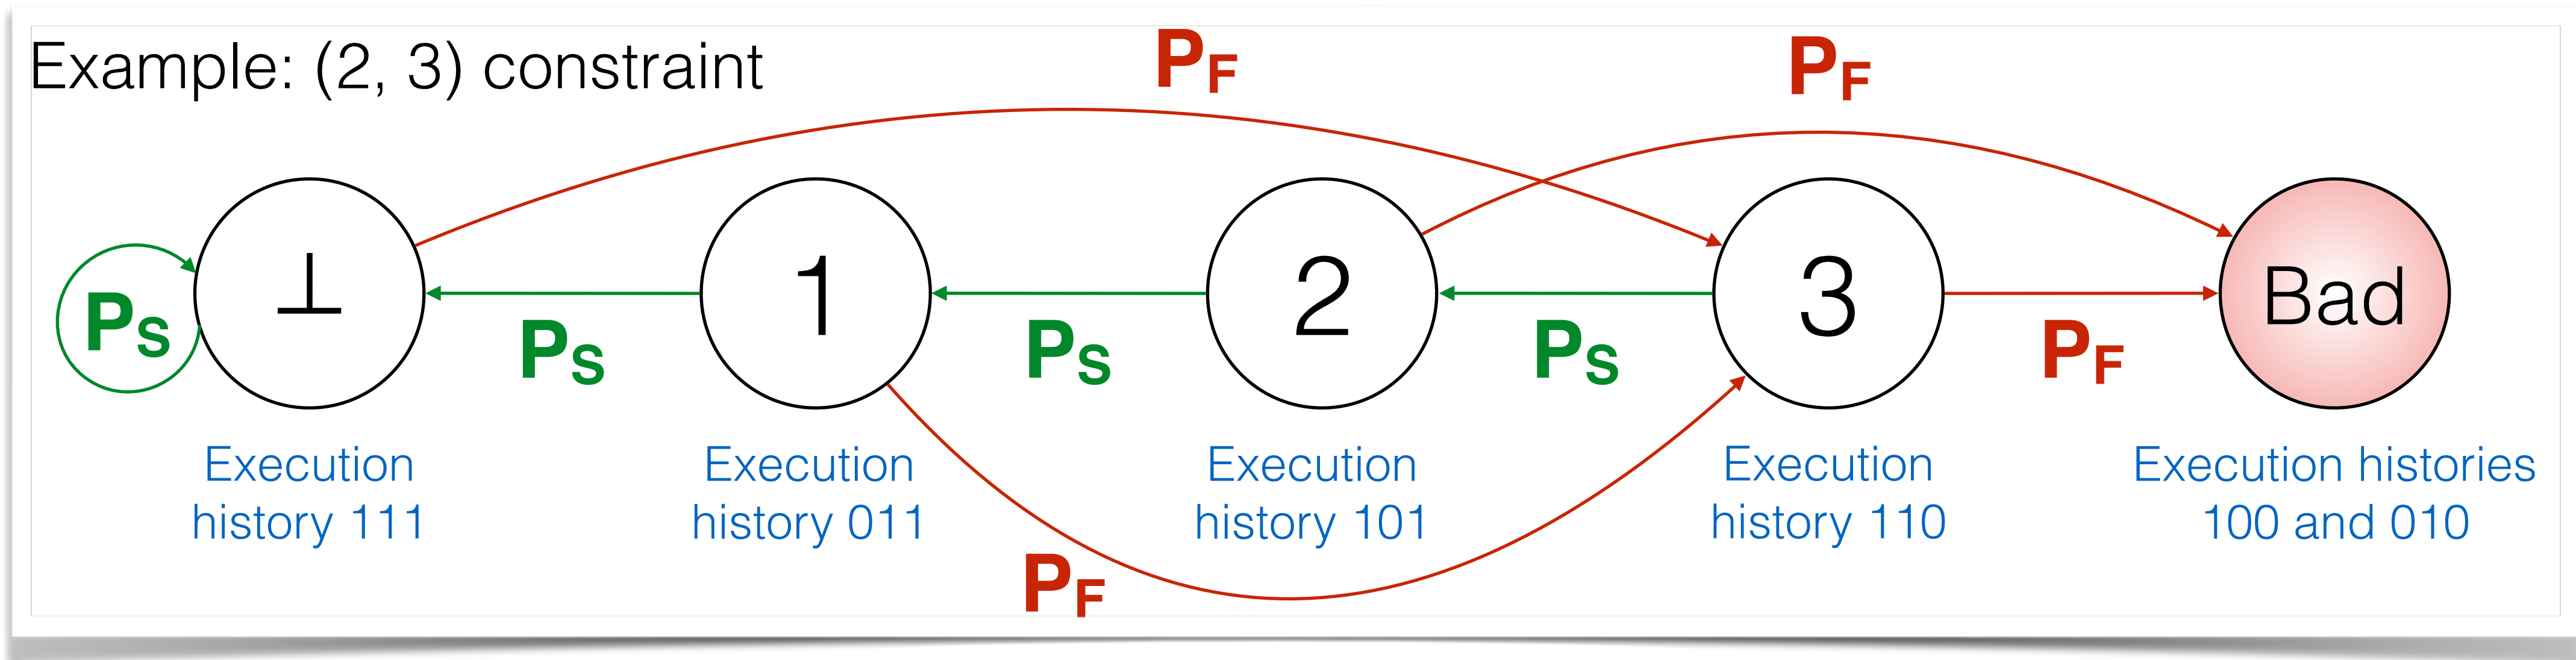 Example: (2, 3) constraint
PF
PF
PS
⊥
1
2
3
Bad
PS
PS
PS
PF
Execution
history 111
Execution
history 011
Execution
history 101
Execution
history 110
Execution histories
100 and 010
PF